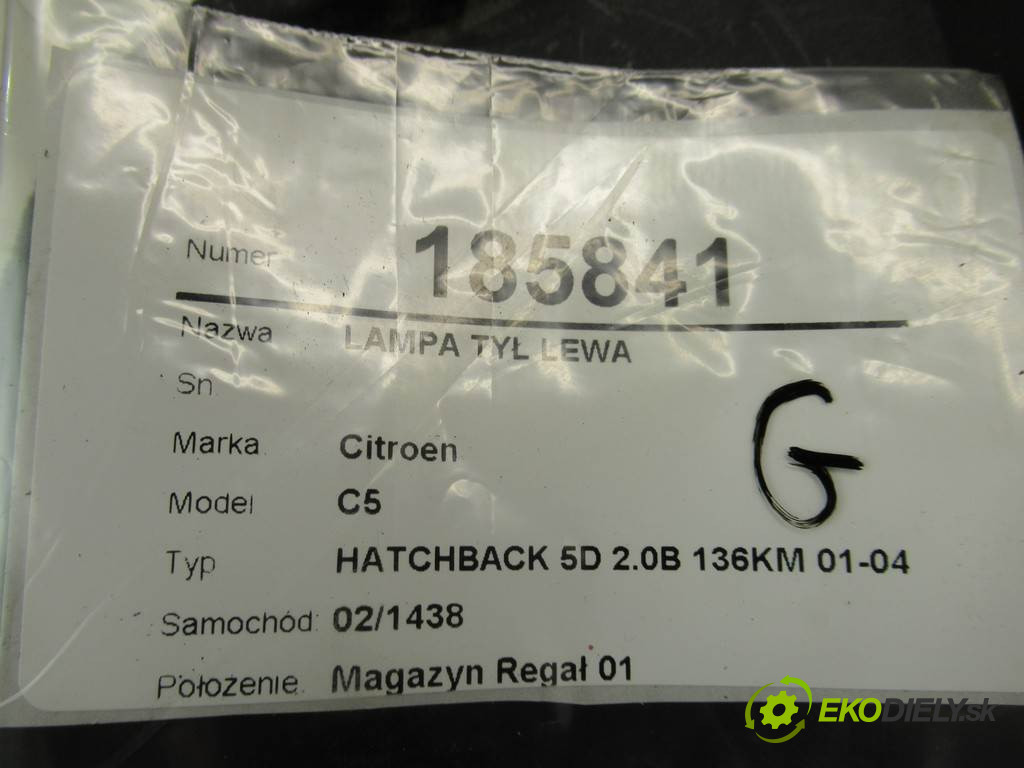 Numer 185841
Nazwa LAMPA TYŁ LEWA
Sn
Marka Citroen
Model C5
G
Typ HATCHBACK 5D 2.0B 136KM 01-04
Samochód: 02/1438
Położenie. Magazyn Regał 01
EKODIELY.sk